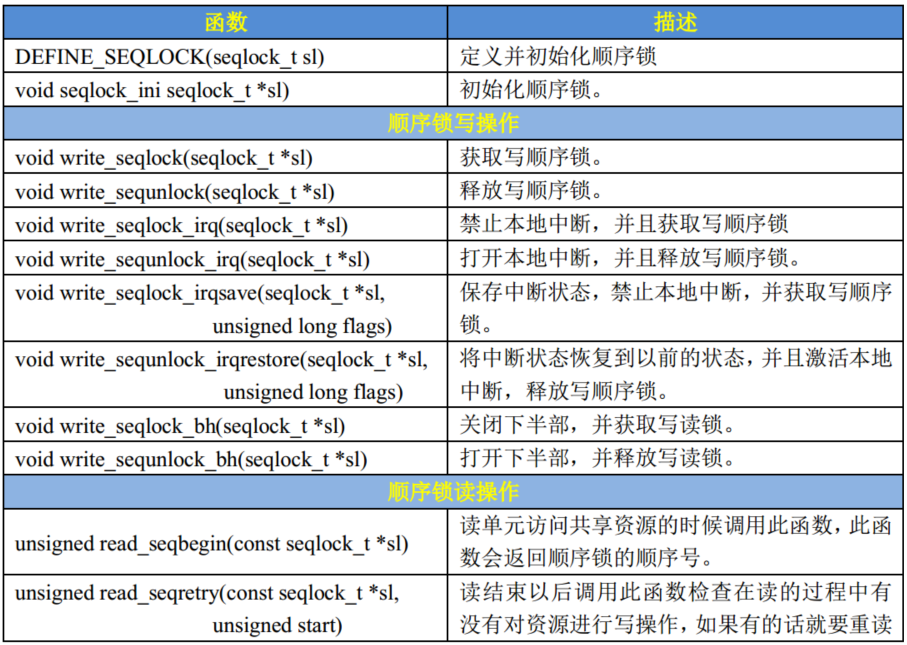 函数 描述
DEFINE_SEQLOCK(seqlock_t sl) 定义并初始化顺序锁
void seqlock_ini seqlock_t *sl) 初始化顺序锁。
顺序锁写操作
void write_seqlock(seqlock_t *sl) 获取写顺序锁。
void write_sequnlock(seqlock_t *sl) 释放写顺序锁。
void write_seqlock_irq(seqlock_t *sl) 禁止本地中断，并且获取写顺序锁
void write_sequnlock_irq(seqlock_t *sl) 打开本地中断，并且释放写顺序锁。
void write_seqlock_irqsave(seqlock_t *sl, 保存中断状态，禁止本地中断，并获取写顺序
unsigned long flags) 锁。
void write_sequnlock_irqrestore(seqlock_t *sl, 将中断状态恢复到以前的状态，并且激活本地
unsigned long flags) 中断，释放写顺序锁。
void write_seqlock_bh(seqlock_t *sl) 关闭下半部，并获取写读锁。
void write_sequnlock_bh(seqlock_t *sl) 打开下半部，并释放写读锁。
顺序锁读操作
unsigned read_seqbegin(const seqlock_t *sl) 读单元访问共享资源的时候调用此函数，此函
数会返回顺序锁的顺序号。
unsigned read_seqretry(const seqlock_t *sl, 读结束以后调用此函数检查在读的过程中有
unsigned start) 没有对资源进行写操作，如果有的话就要重读